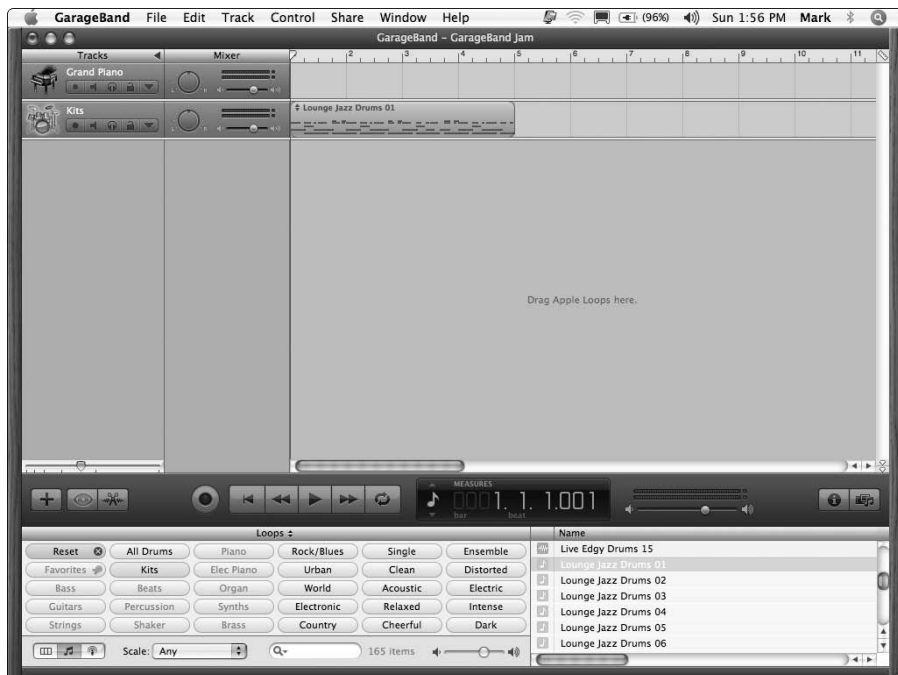 GarageBand File Edit Track Control Share Window Help (96%) Sun 1:56 PM Mark
GarageBand – GarageBand Jam
Tracks Mixer 2 3 4 5 6 7 8 9 10 11
Grand Piano
Kits
Lounge Jazz Drums 01
Drag Apple Loops here.
MEASURES
0001. 1. 1.001
bar beat
Loops
Name
Reset All Drums Piano Rock/Blues Single Ensemble
Favorites Kits Elec Piano Urban Clean Distorted
Bass Beats Organ World Acoustic Electric
Guitars Percussion Synths Electronic Relaxed Intense
Strings Shaker Brass Country Cheerful Dark
Live Edgy Drums 15
Lounge Jazz Drums 01
Lounge Jazz Drums 02
Lounge Jazz Drums 03
Lounge Jazz Drums 04
Lounge Jazz Drums 05
Lounge Jazz Drums 06
Scale: Any 165 items